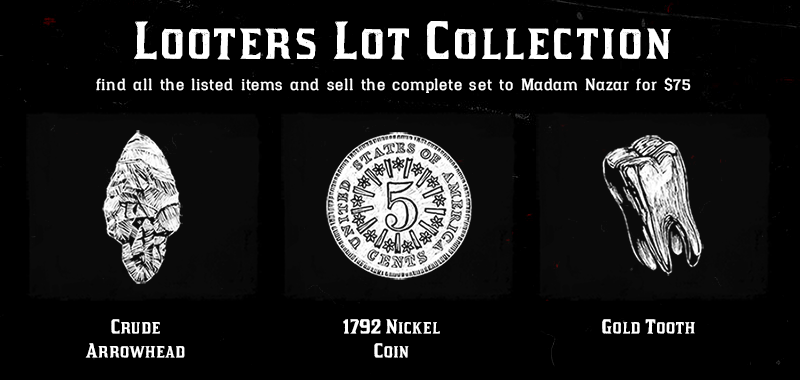 Looters Lot Collection
find all the listed items and sell the complete set to Madam Nazar for $75
UNITED STATES OF AMERICA
5
CENTS
Crude
Arrowhead
1792 Nickel
Coin
Gold Tooth